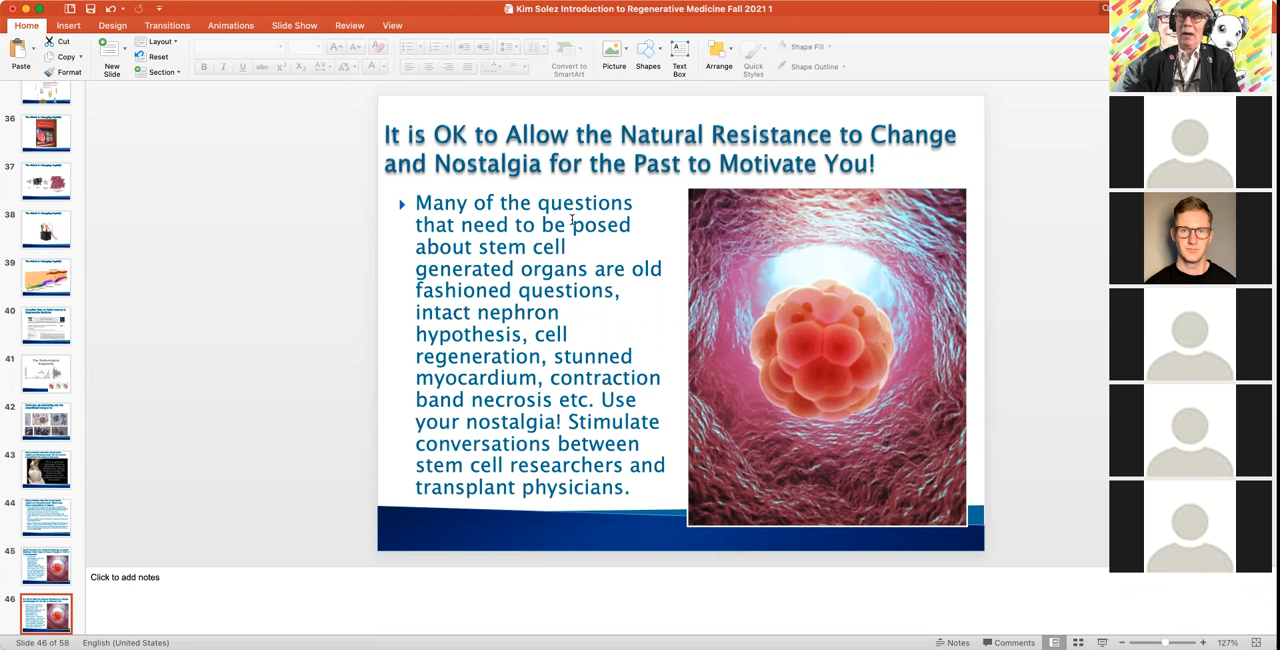 Kim Solez Introduction to Regenerative Medicine Fall 2021 1
Home Insert Design Transitions Animations Slide Show Review View
Paste
Cut
Copy
Format
New Slide
Layout
Reset
Section
Convert to SmartArt
Picture
Shapes
Text Box
Arrange
Quick Styles
Shape Fill
Shape Outline
36
37
38
39
40
41
42
43
44
45
46
It is OK to Allow the Natural Resistance to Change
and Nostalgia for the Past to Motivate You!
Many of the questions
that need to be posed
about stem cell
generated organs are old
fashioned questions,
intact nephron
hypothesis, cell
regeneration, stunned
myocardium, contraction
band necrosis etc. Use
your nostalgia! Stimulate
conversations between
stem cell researchers and
transplant physicians.
Click to add notes
Slide 46 of 58 English (United States) Notes Comments 127%